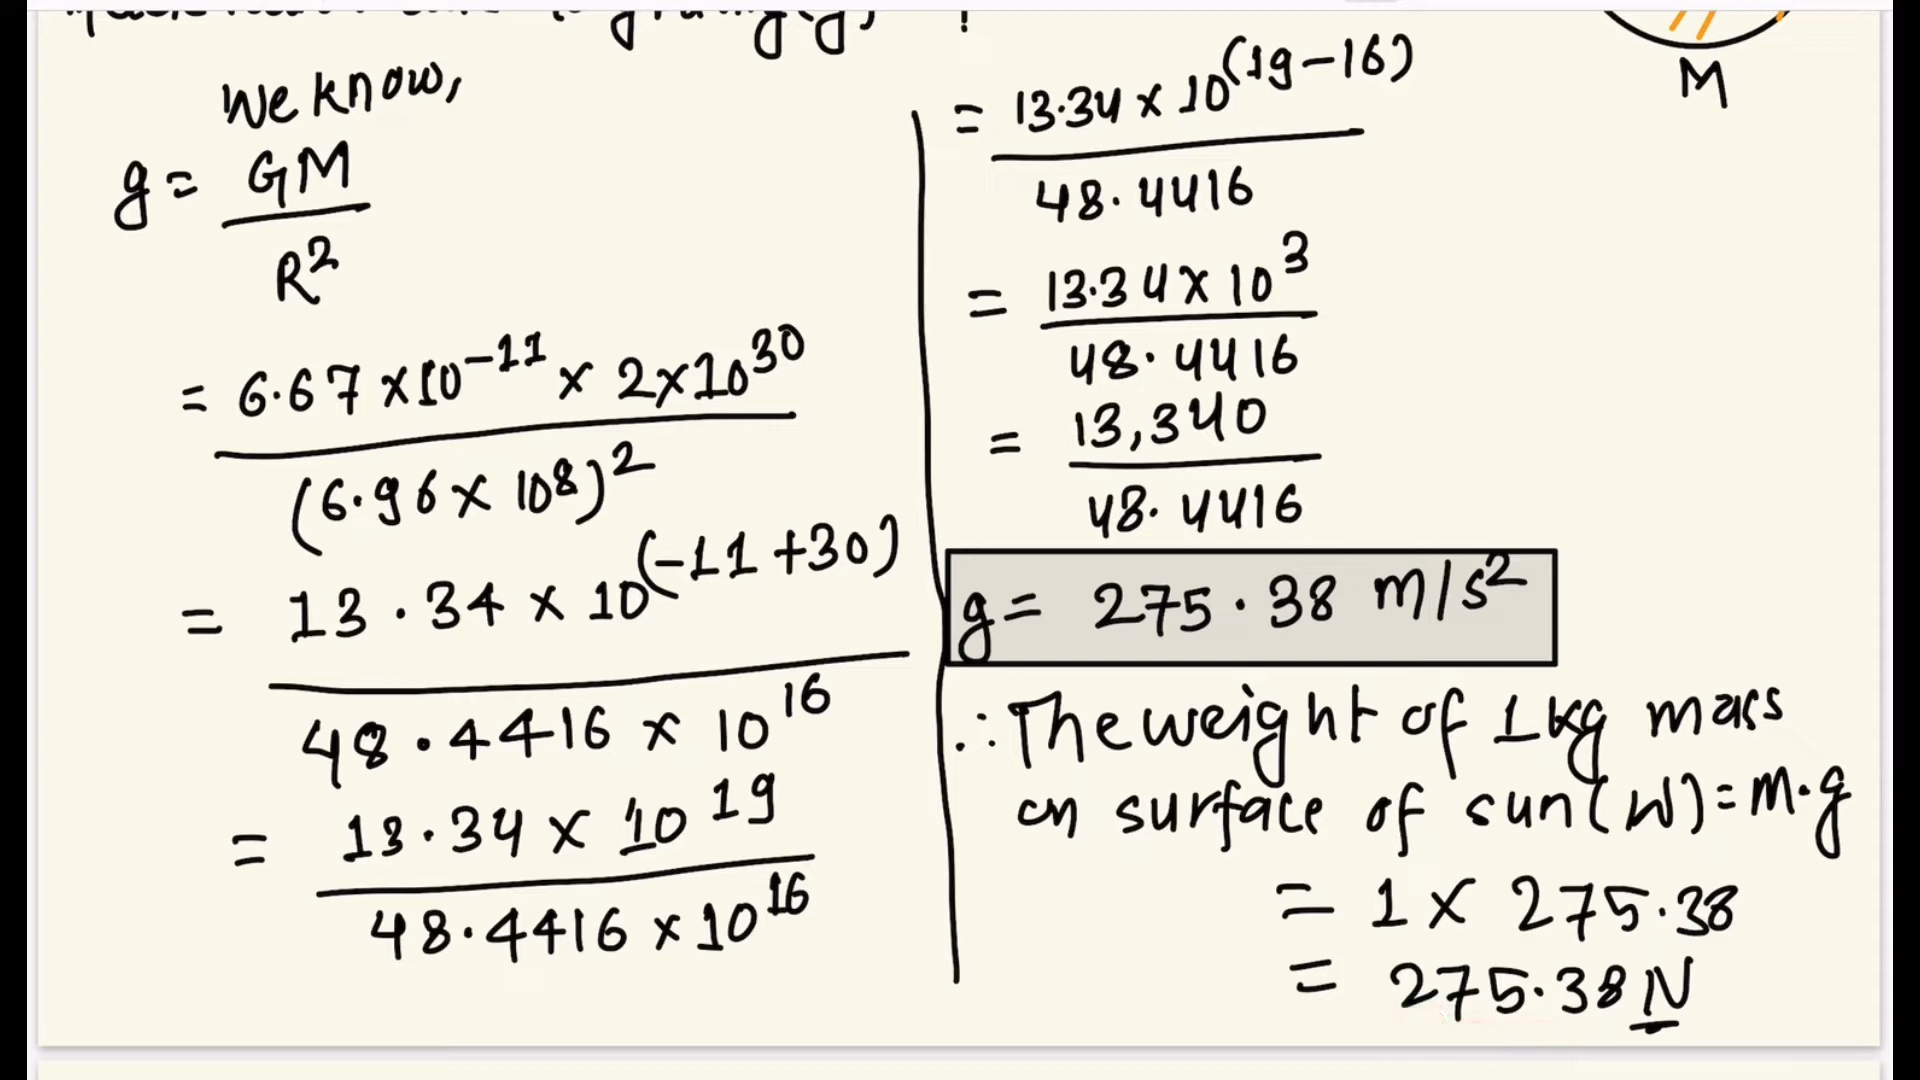 We know,
g = GM
R²
= 6.67 × 10⁻¹¹ × 2 × 10³⁰
(6.96 × 10⁸)²
= 13.34 × 10⁽⁻¹¹⁺³⁰⁾
48.4416 × 10¹⁶
= 13.34 × 10¹⁹
48.4416 × 10¹⁶
M
= 13.34 × 10⁽¹⁹⁻¹⁶⁾
48.4416
= 13.34 × 10³
48.4416
= 13,340
48.4416
g = 275.38 m/s²
∴ The weight of 1kg mass
on surface of sun (W) = m.g
= 1 × 275.38
= 275.38 N